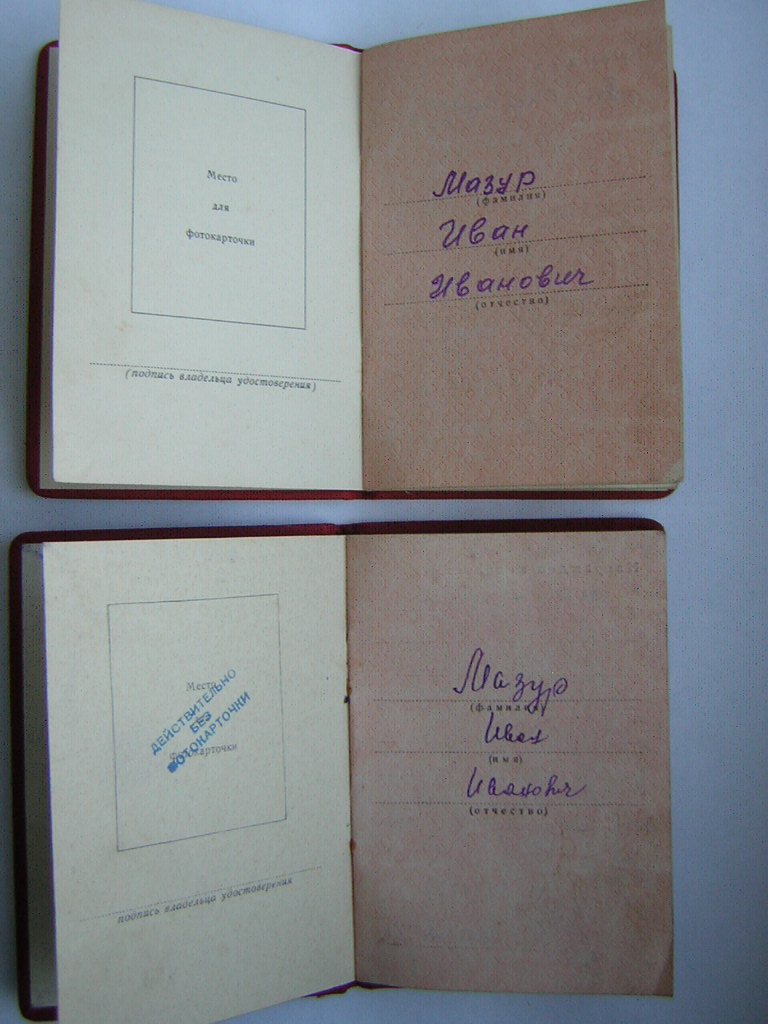 Место
для
фотокарточки
(подпись владельца удостоверения)
Мазур
(фамилия)
Иван
(имя)
Иванович
(отчество)
Место
фотокарточки
ДЕЙСТВИТЕЛЬНО
БЕЗ
ФОТОКАРТОЧКИ
подпись владельца удостоверения
Мазур
(фамилия)
Иван
(имя)
Иванович
(отчество)